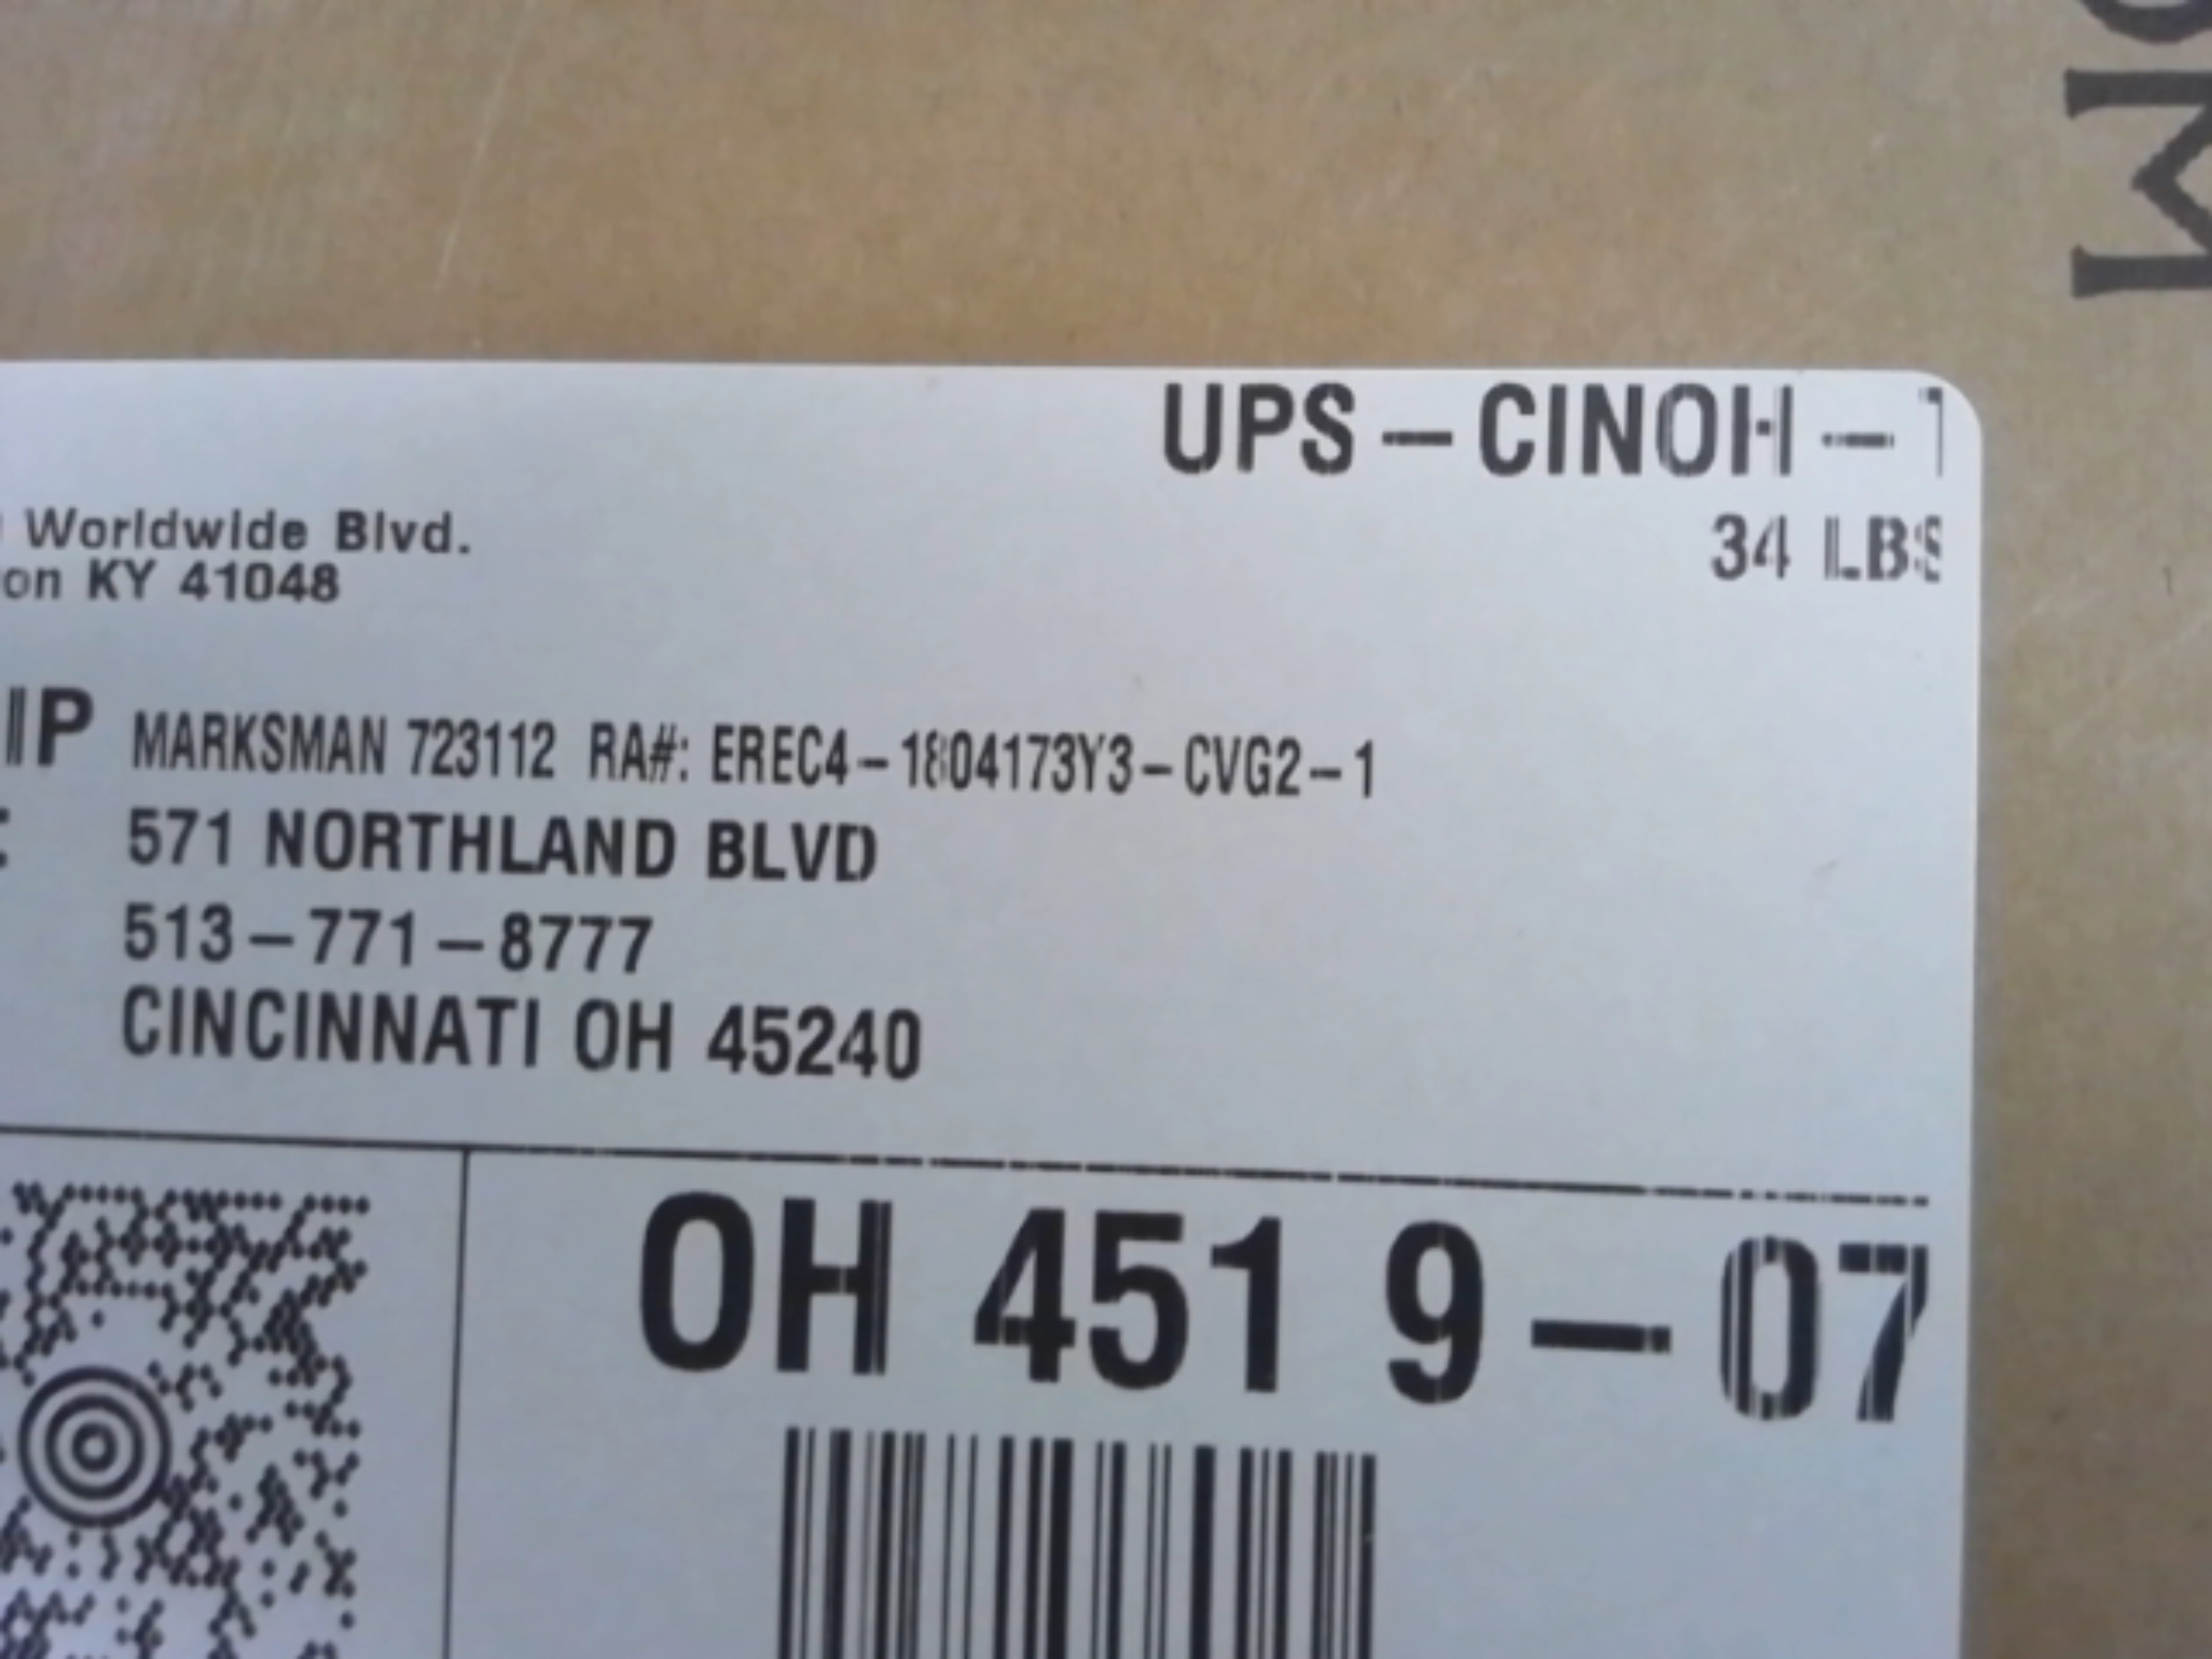 OM
UPS - CINOH - 1
34 LBS
Worldwide Blvd.
on KY 41048
IP MARKSMAN 723112 RA#: EREC4-1804173Y3-CVG2-1
: 571 NORTHLAND BLVD
513-771-8777
CINCINNATI OH 45240
OH 451 9-07